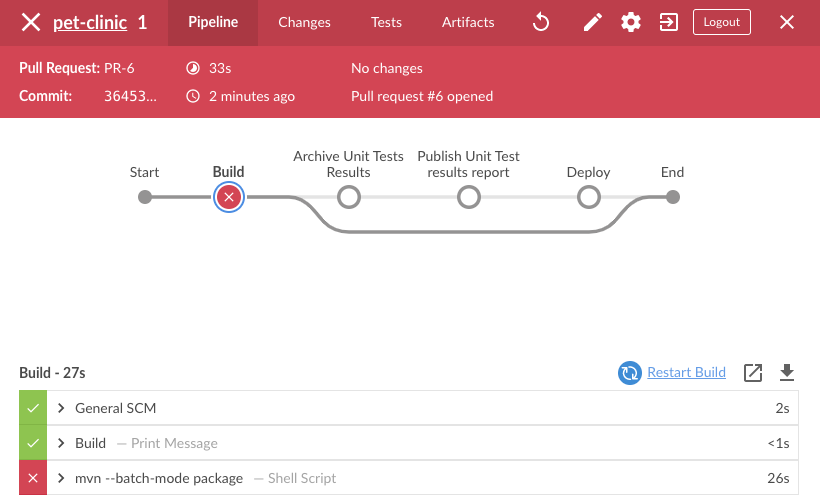 pet-clinic 1 Pipeline Changes Tests Artifacts Logout
Pull Request: PR-6 33s No changes
Commit: 36453... 2 minutes ago Pull request #6 opened
Start Build Archive Unit Tests Results Publish Unit Test results report Deploy End
Build - 27s Restart Build
General SCM 2s
Build — Print Message <1s
mvn --batch-mode package — Shell Script 26s